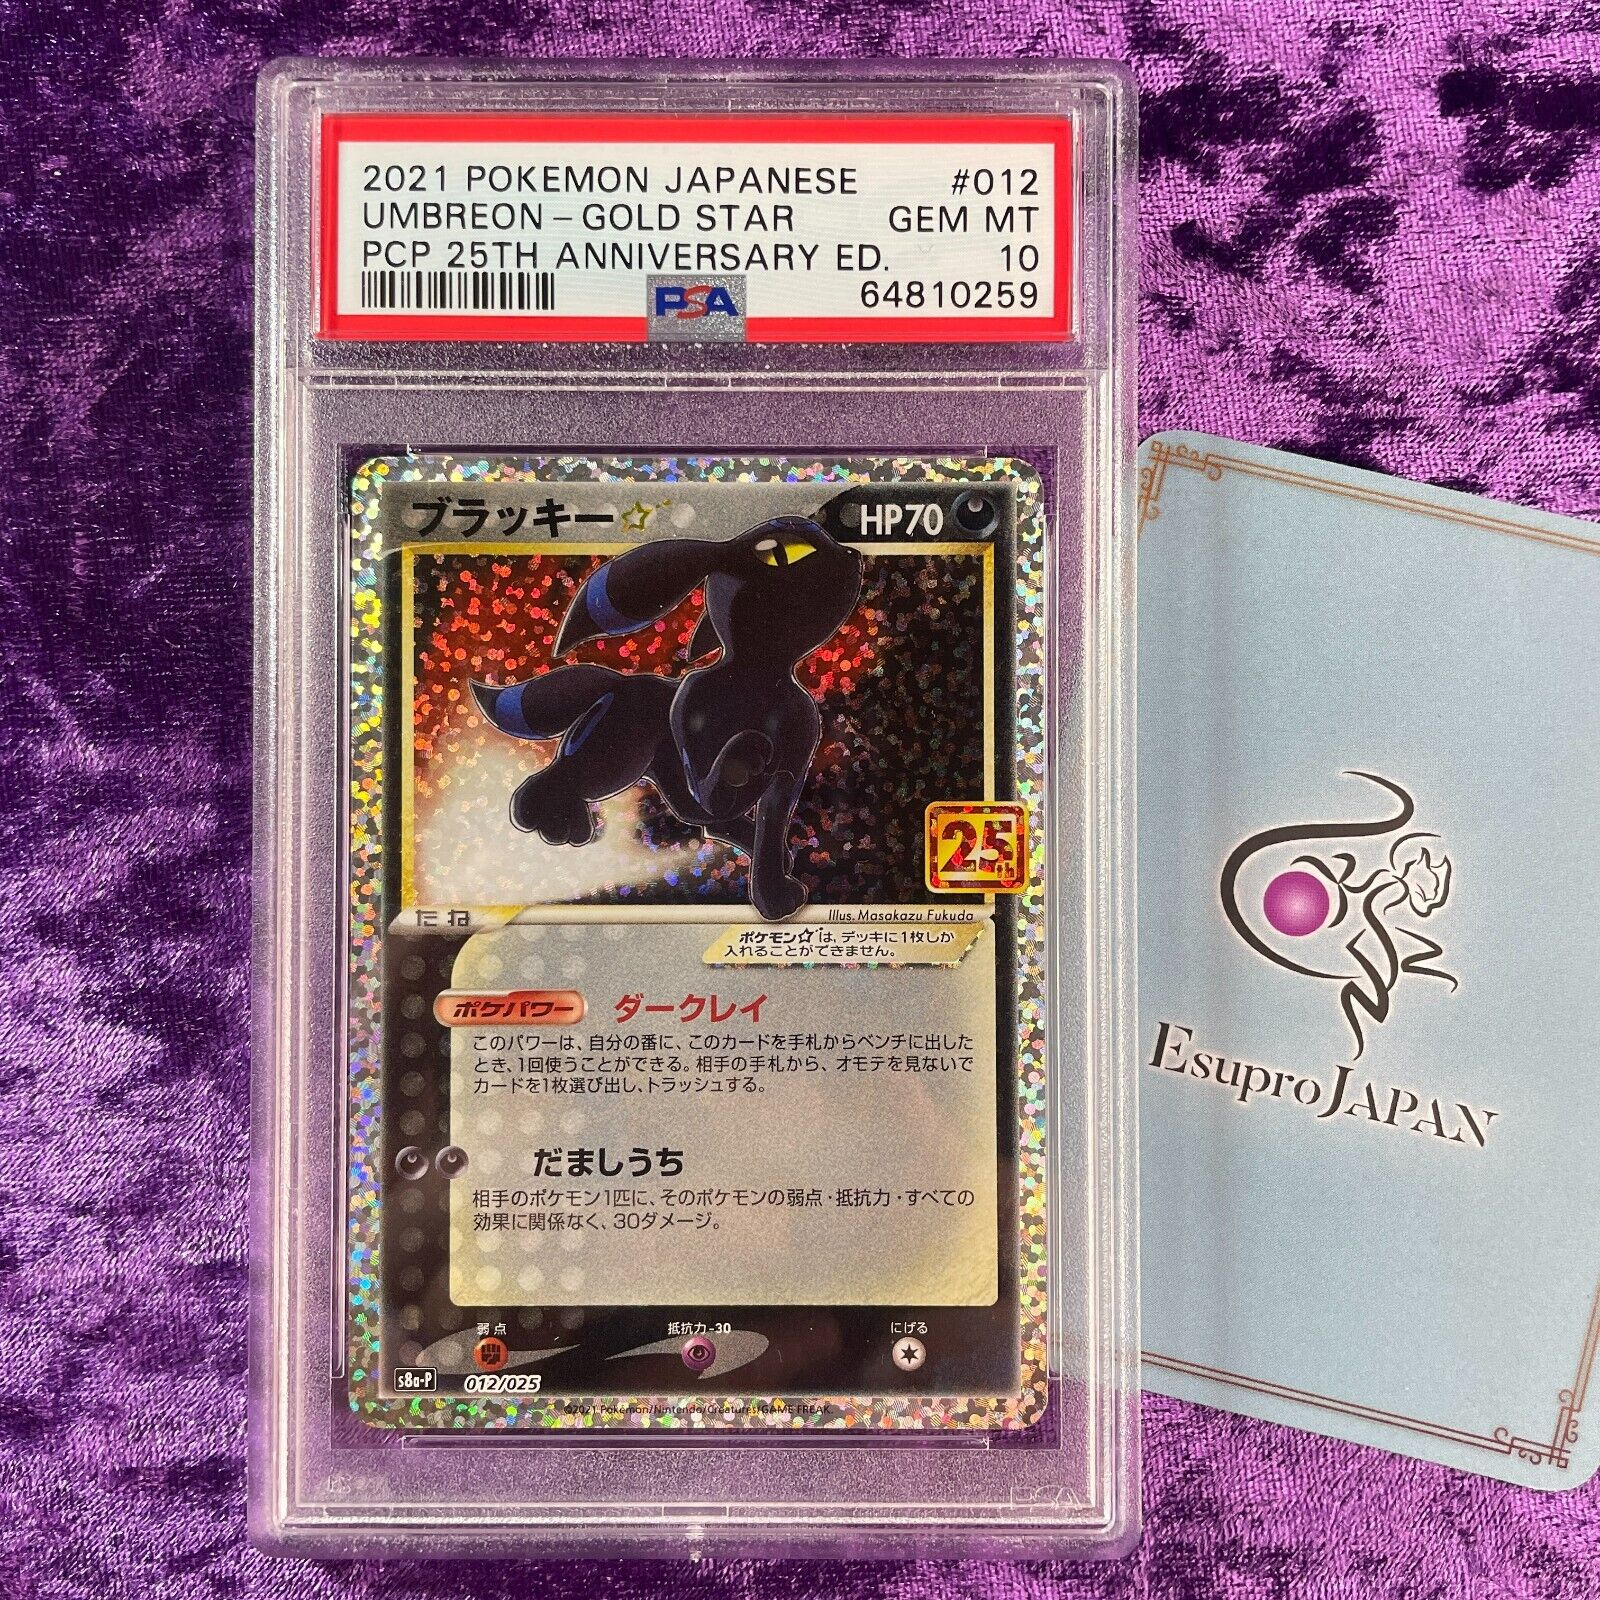 2021 POKEMON JAPANESE #012
UMBREON - GOLD STAR GEM MT
PCP 25TH ANNIVERSARY ED. 10
PSA 64810259
ブラッキー☆ HP70
25th
たね
Illus. Masakazu Fukuda
ポケモン☆は、デッキに1枚しか
入れることができません。
ポケパワー ダークレイ
このパワーは、自分の番に、このカードを手札からベンチに出した
とき、1回使うことができる。相手の手札から、オモテを見ないで
カードを1枚選び出し、トラッシュする。
だましうち
相手のポケモン1匹に、そのポケモンの弱点・抵抗力・すべての
効果に関係なく、30ダメージ。
弱点 抵抗力-30 にげる
s8a-P 012/025
©2021 Pokémon/Nintendo/Creatures/GAME FREAK.
PSA
EsuproJAPAN